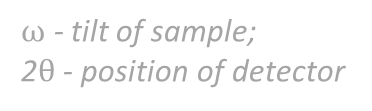 ω - tilt of sample;
2θ - position of detector